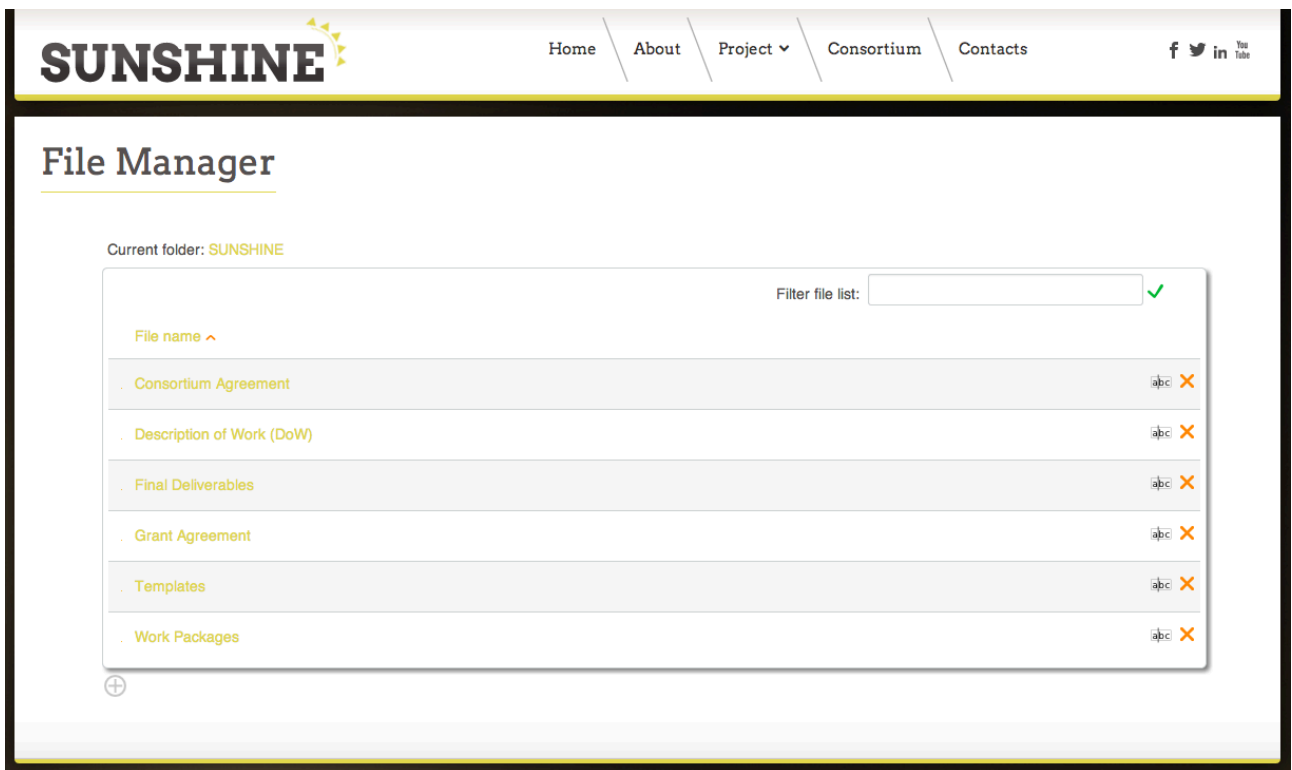 SUNSHINE
Home About Project Consortium Contacts
f in You Tube
File Manager
Current folder: SUNSHINE
Filter file list:
File name
Consortium Agreement abc
Description of Work (DoW) abc
Final Deliverables abc
Grant Agreement abc
Templates abc
Work Packages abc